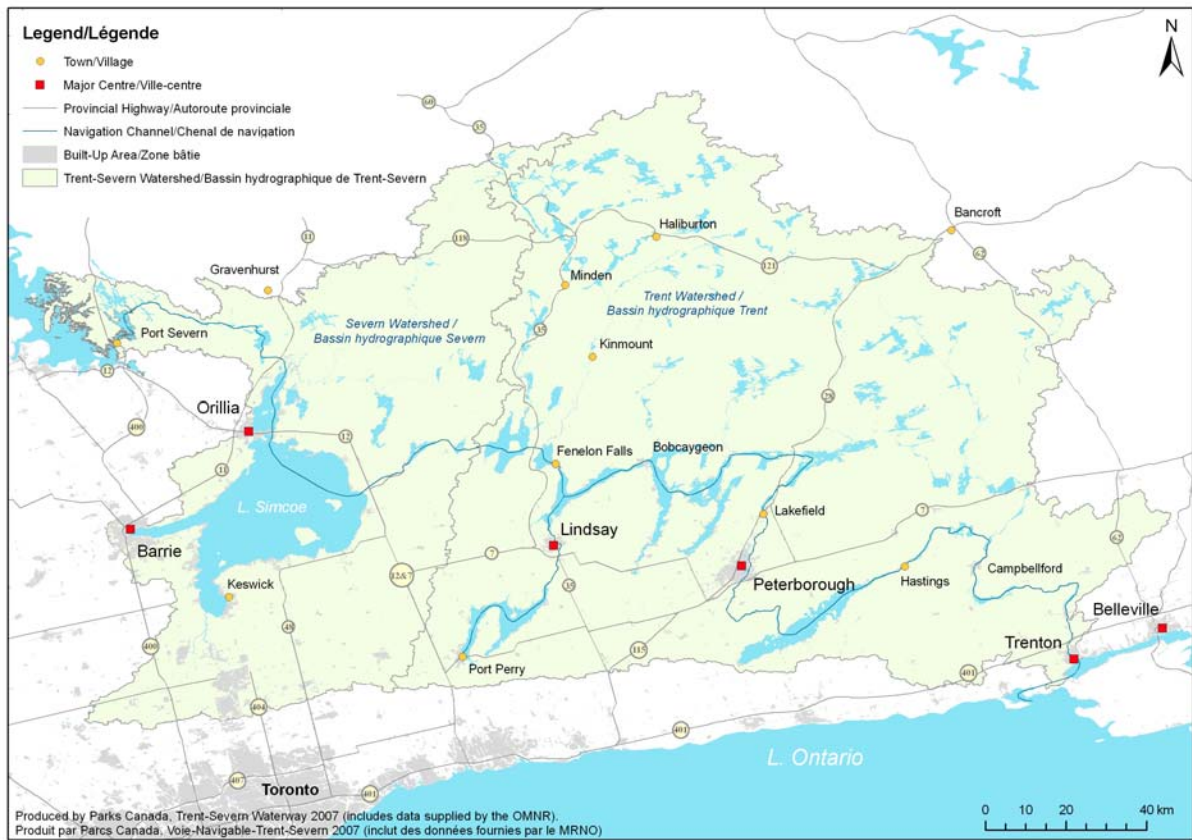 Legend/Légende
Town/Village
Major Centre/Ville-centre
Provincial Highway/Autoroute provinciale
Navigation Channel/Chenal de navigation
Built-Up Area/Zone bâtie
Trent-Severn Watershed/Bassin hydrographique de Trent-Severn
N
60
35
11
118
Haliburton
Bancroft
62
121
Gravenhurst
Minden
Severn Watershed /
Bassin hydrographique Severn
Trent Watershed /
Bassin hydrographique Trent
35
Port Severn
Kinmount
12
28
Orillia
400
12
11
Fenelon Falls
Bobcaygeon
L. Simcoe
Lakefield
7
Barrie
Lindsay
62
7
12&7
35
Peterborough
Hastings
Campbellford
Keswick
48
Belleville
400
Port Perry
115
Trenton
401
404
401
L. Ontario
407
Toronto
401
Produced by Parks Canada, Trent-Severn Waterway 2007 (includes data supplied by the OMNR).
Produit par Parcs Canada, Voie-Navigable-Trent-Severn 2007 (inclut des données fournies par le MRNO)
0 10 20 40 km